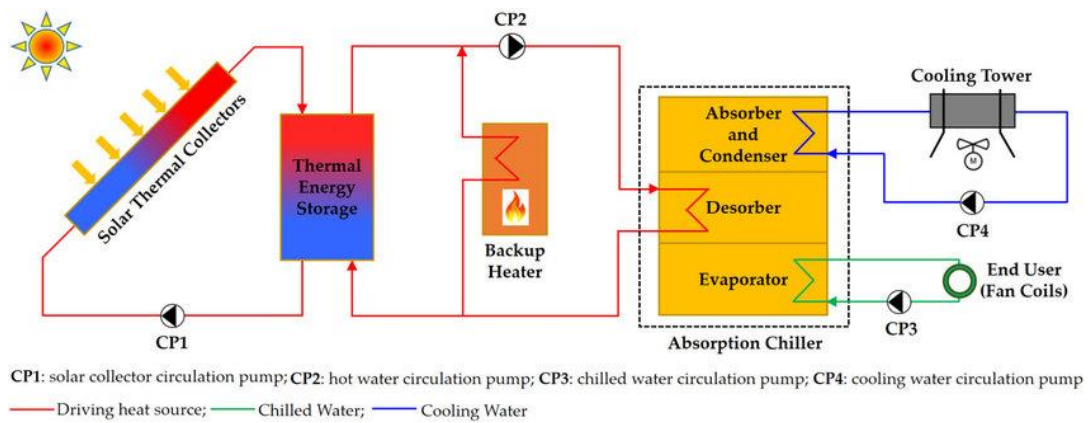 CP2
Cooling Tower
Solar Thermal Collectors
Absorber
and
Condenser
Thermal
Energy
Storage
M
Desorber
Backup
Heater
CP4
Evaporator
End User
(Fan Coils)
CP1
CP3
Absorption Chiller
CP1: solar collector circulation pump; CP2: hot water circulation pump; CP3: chilled water circulation pump; CP4: cooling water circulation pump
Driving heat source; Chilled Water; Cooling Water